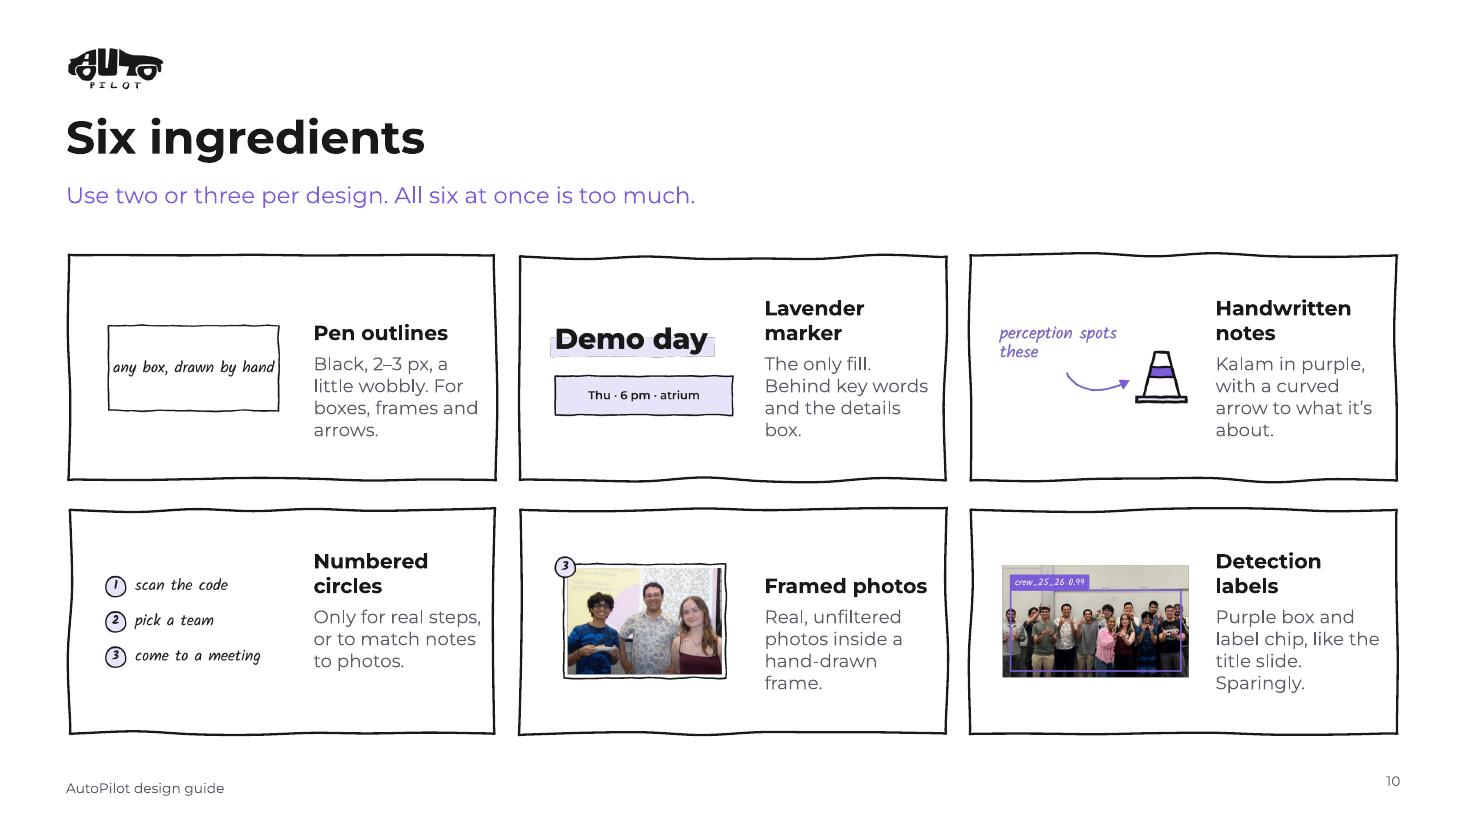 AUTO
PILOT
Six ingredients
Use two or three per design. All six at once is too much.
any box, drawn by hand
Pen outlines
Black, 2–3 px, a
little wobbly. For
boxes, frames and
arrows.
Demo day
Thu · 6 pm · atrium
Lavender
marker
The only fill.
Behind key words
and the details
box.
perception spots
these
Handwritten
notes
Kalam in purple,
with a curved
arrow to what it’s
about.
1 scan the code
2 pick a team
3 come to a meeting
Numbered
circles
Only for real steps,
or to match notes
to photos.
3
Framed photos
Real, unfiltered
photos inside a
hand-drawn
frame.
crew_25_26 0.99
Detection
labels
Purple box and
label chip, like the
title slide.
Sparingly.
AutoPilot design guide
10